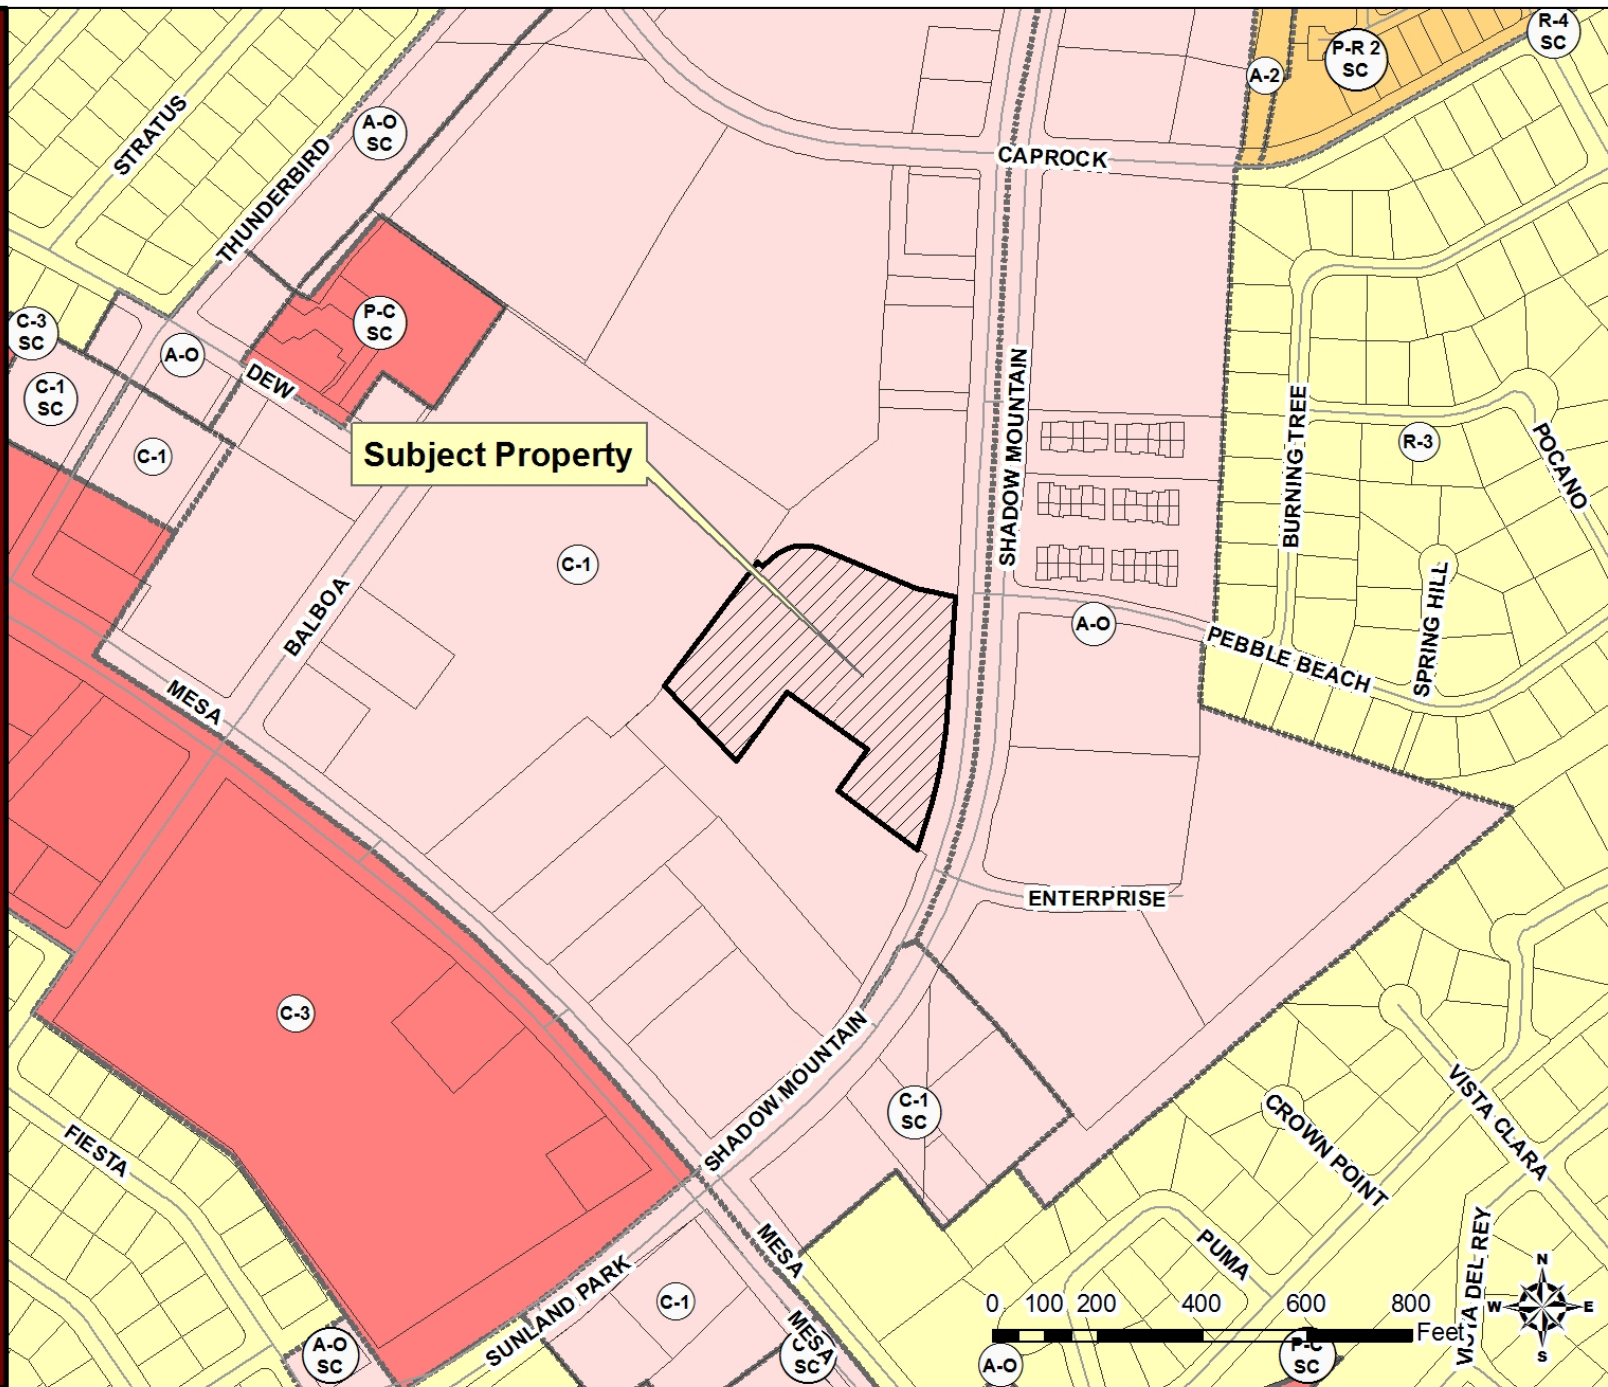 R-4
SC
P-R 2
SC
A-2
STRATUS
A-O
SC
THUNDERBIRD
CAPROCK
C-3
SC
P-C
SC
A-O
C-1
SC
DEW
SHADOW MOUNTAIN
BURNING TREE
R-3
POCANO
Subject Property
C-1
C-1
BALBOA
A-O
PEBBLE BEACH
SPRING HILL
MESA
ENTERPRISE
C-3
SHADOW MOUNTAIN
C-1
SC
VISTA CLARA
CROWN POINT
FIESTA
MESA
PUMA
VISTA DEL REY
SUNLAND PARK
C-1
N
W
E
S
0 100 200 400 600 800
Feet
MESA
A-O
SC
SC
A-O
P-C
SC